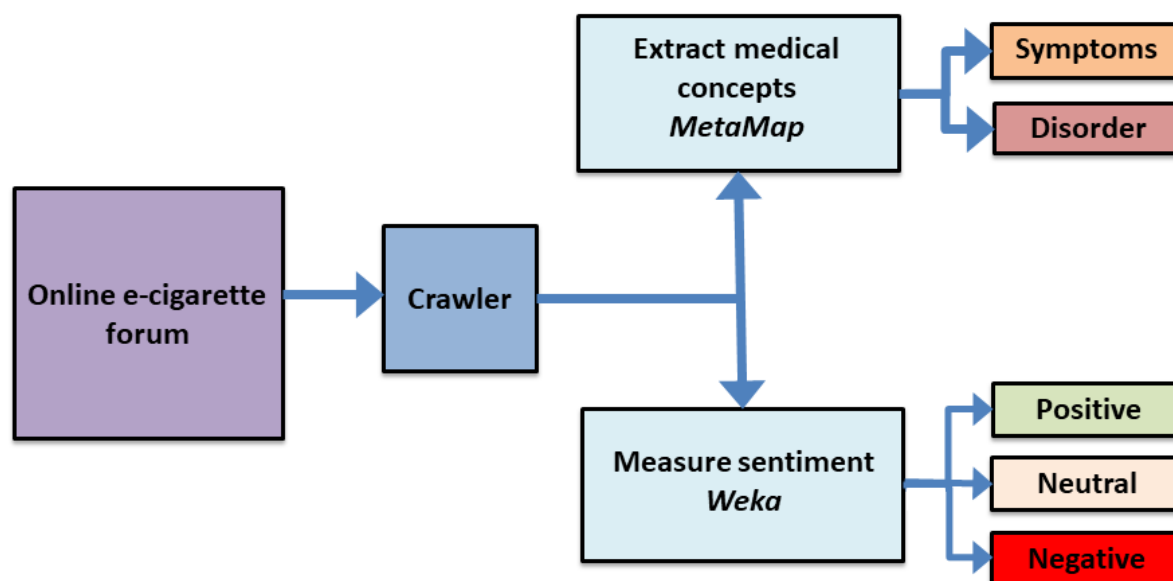 Extract medical
concepts
MetaMap
Symptoms
Disorder
Online e-cigarette
forum
Crawler
Measure sentiment
Weka
Positive
Neutral
Negative